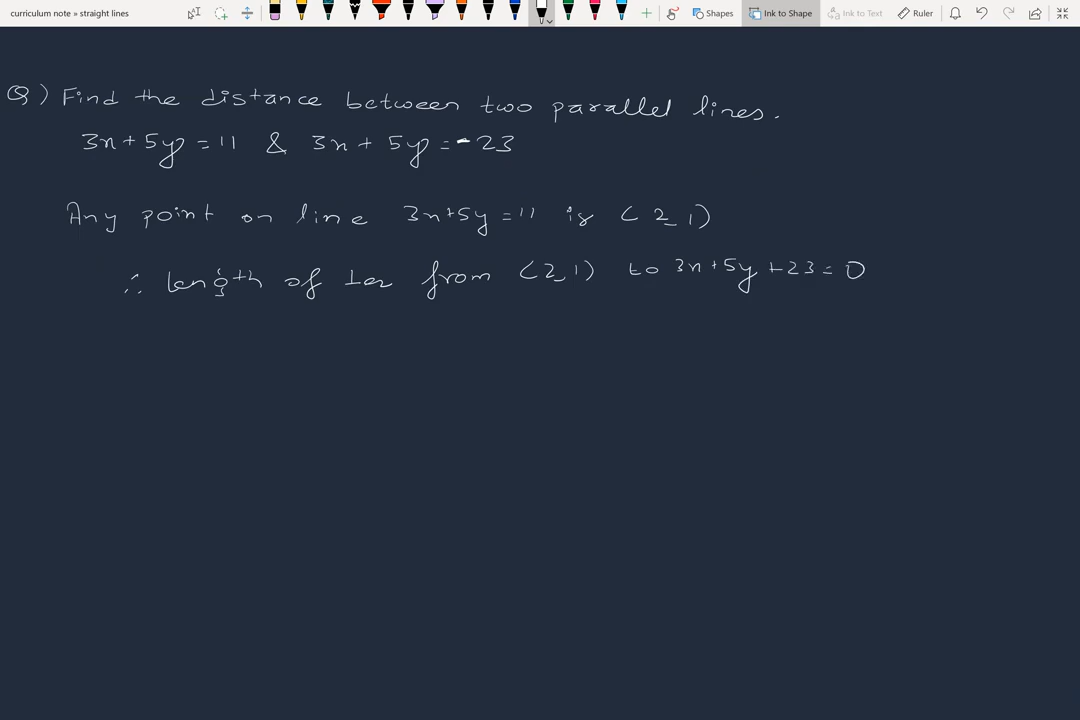 curriculum note » straight lines
Shapes Ink to Shape Ink to Text Ruler
Q) Find the distance between two parallel lines.
3x + 5y = 11 & 3x + 5y = -23
Any point on line 3x+5y = 11 is (2,1)
∴ length of ⊥er from (2,1) to 3x+5y+23=0